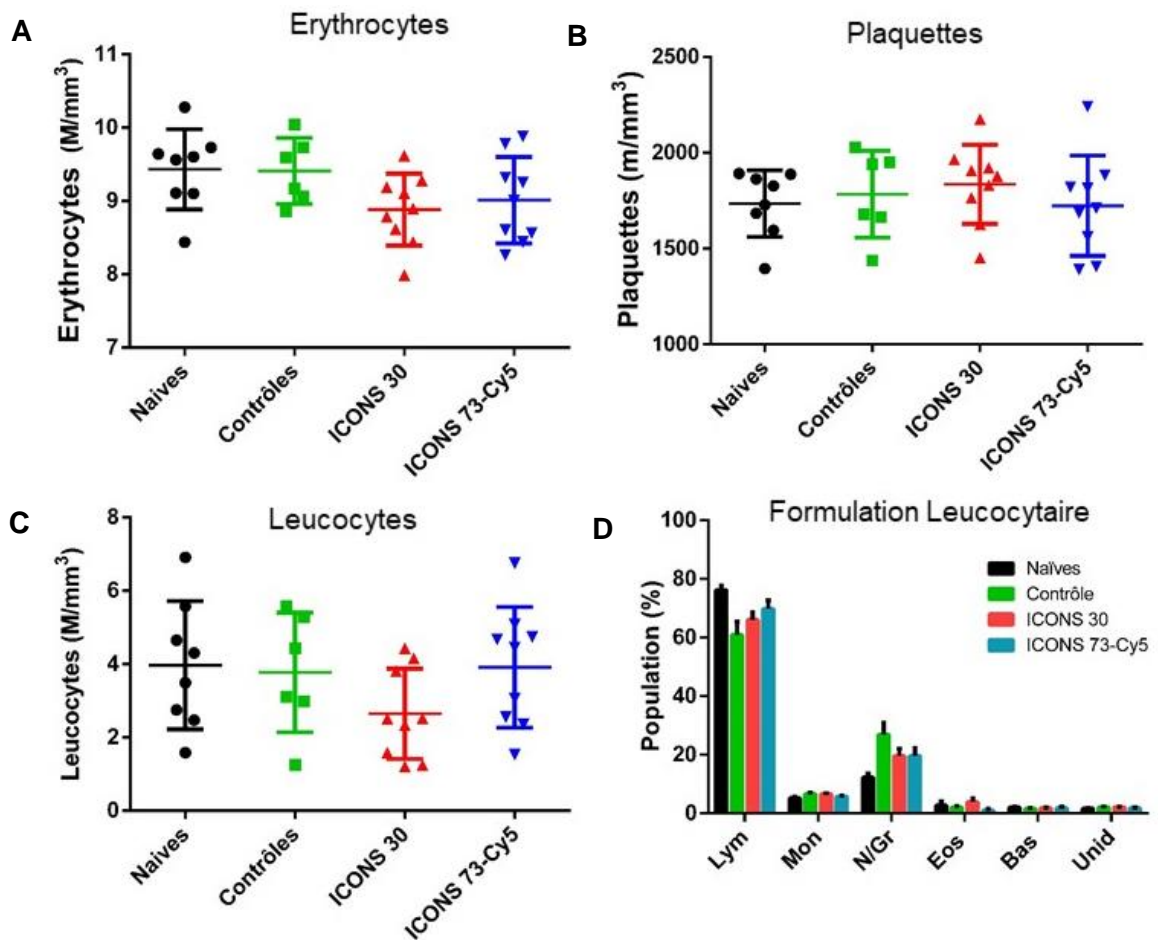 A
Erythrocytes
Erythrocytes (M/mm³)
11
10
9
8
7
Naives
Contrôles
ICONS 30
ICONS 73-Cy5
B
Plaquettes
Plaquettes (m/mm³)
2500
2000
1500
1000
Naives
Contrôles
ICONS 30
ICONS 73-Cy5
C
Leucocytes
Leucocytes (M/mm³)
8
6
4
2
0
Naives
Contrôles
ICONS 30
ICONS 73-Cy5
D
Formulation Leucocytaire
Population (%)
100
80
60
40
20
0
Naïves
Contrôle
ICONS 30
ICONS 73-Cy5
Lym
Mon
N/Gr
Eos
Bas
Unid